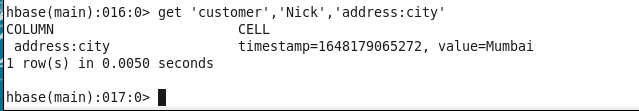 hbase(main):016:0> get 'customer','Nick','address:city'
COLUMN CELL
address:city timestamp=1648179065272, value=Mumbai
1 row(s) in 0.0050 seconds
hbase(main):017:0>